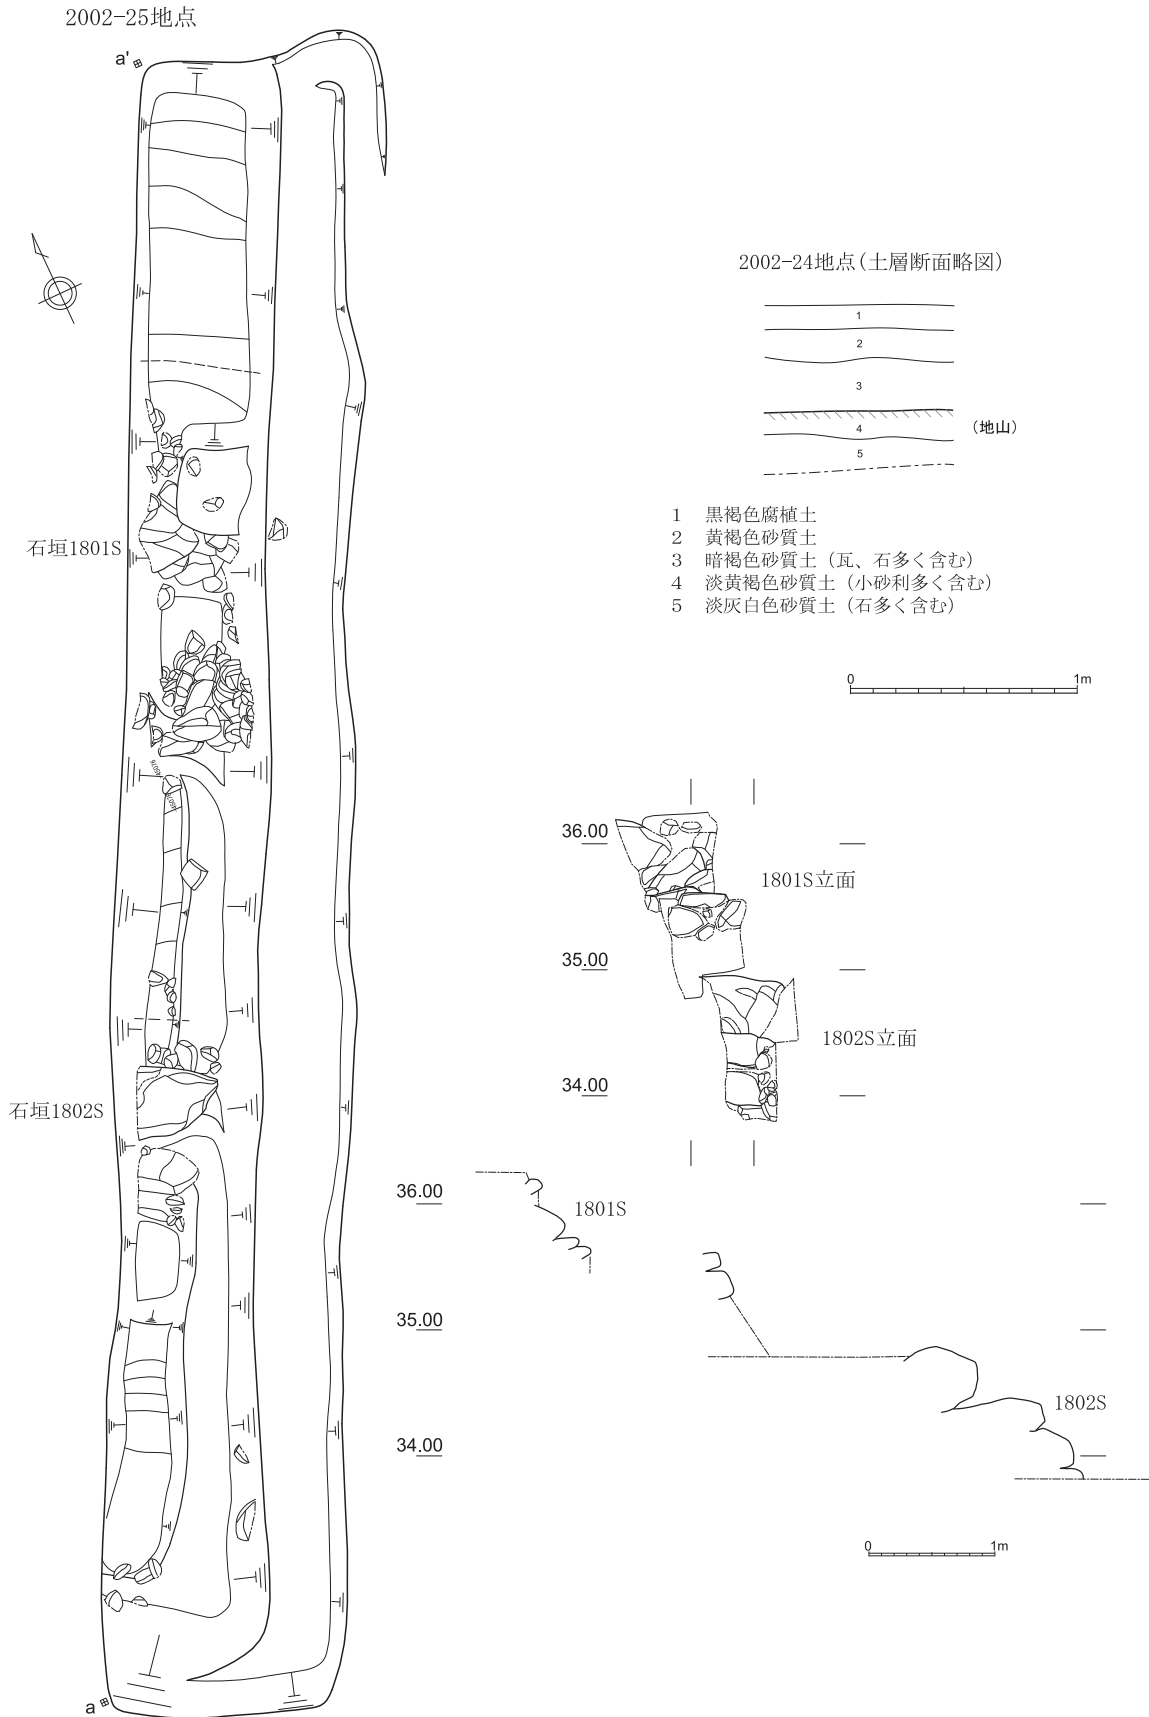 2002-25地点
a'
石垣1801S
石垣1802S
a
2002-24地点(土層断面略図)
1
2
3
4
(地山)
5
1 黒褐色腐植土
2 黄褐色砂質土
3 暗褐色砂質土(瓦、石多く含む)
4 淡黄褐色砂質土(小砂利多く含む)
5 淡灰白色砂質土(石多く含む)
0 1m
36.00
1801S立面
35.00
1802S立面
34.00
36.00
1801S
35.00
1802S
34.00
0 1m